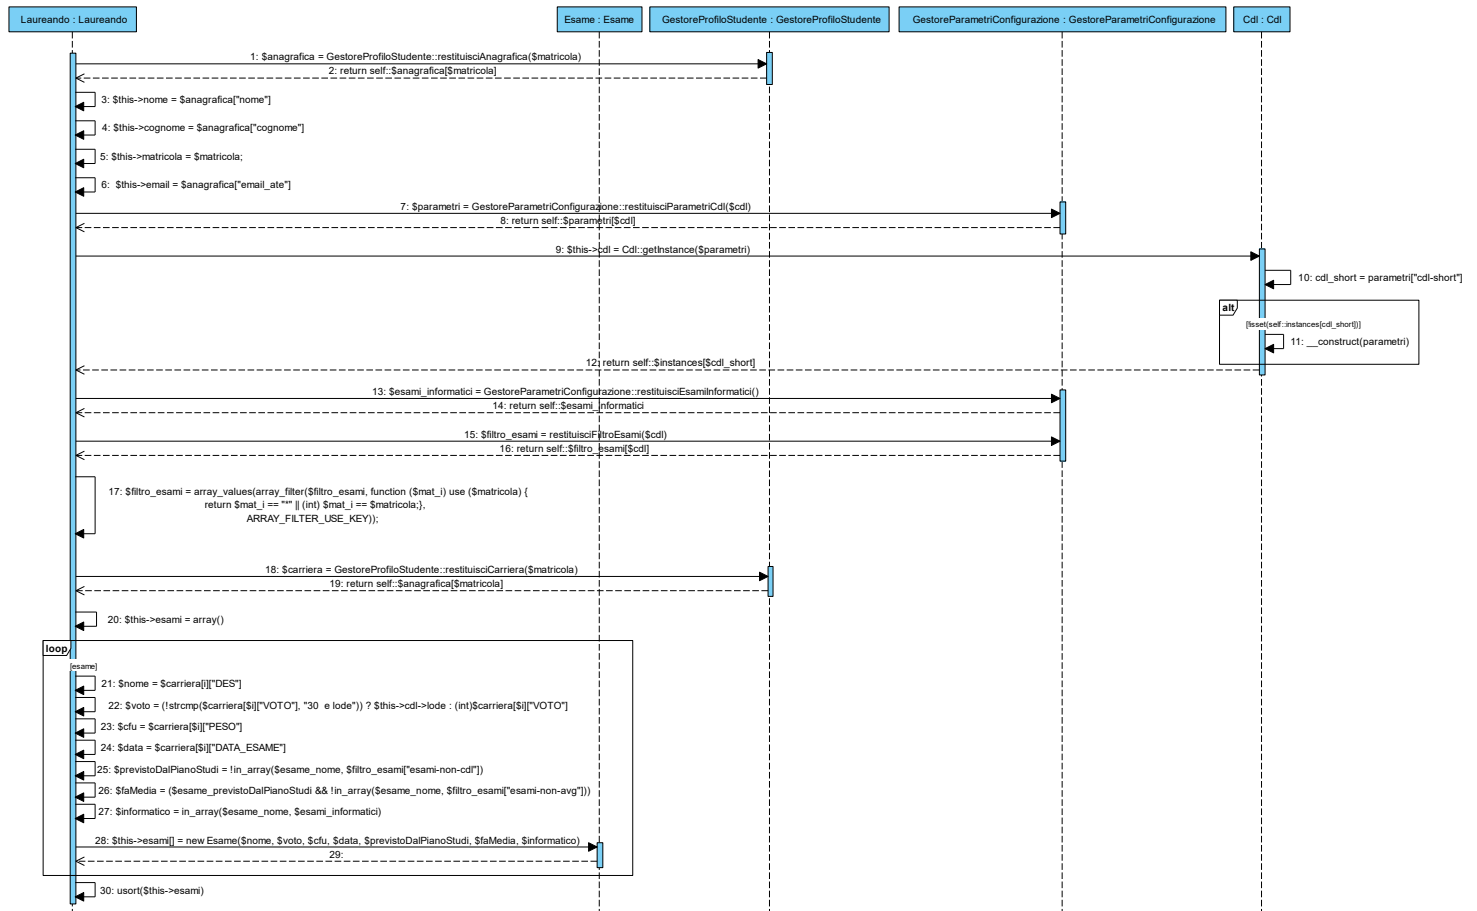 Laureando : Laureando
Esame : Esame
GestoreProfiloStudente : GestoreProfiloStudente
GestoreParametriConfigurazione : GestoreParametriConfigurazione
Cdl : Cdl
1: $anagrafica = GestoreProfiloStudente::restituisciAnagrafica($matricola)
2: return self::$anagrafica[$matricola]
3: $this->nome = $anagrafica["nome"]
4: $this->cognome = $anagrafica["cognome"]
5: $this->matricola = $matricola;
6: $this->email = $anagrafica["email_ate"]
7: $parametri = GestoreParametriConfigurazione::restituisciParametriCdl($cdl)
8: return self::$parametri[$cdl]
9: $this->cdl = Cdl::getInstance($parametri)
10: cdl_short = parametri["cdl-short"]
alt
[!isset(self::instances[cdl_short])]
11: __construct(parametri)
12: return self::$instances[$cdl_short]
13: $esami_informatici = GestoreParametriConfigurazione::restituisciEsamiInformatici()
14: return self::$esami_informatici
15: $filtro_esami = restituisciFiltroEsami($cdl)
16: return self::$filtro_esami[$cdl]
17: $filtro_esami = array_values(array_filter($filtro_esami, function ($mat_i) use ($matricola) {
return $mat_i == "*" || (int) $mat_i == $matricola;},
ARRAY_FILTER_USE_KEY));
18: $carriera = GestoreProfiloStudente::restituisciCarriera($matricola)
19: return self::$anagrafica[$matricola]
20: $this->esami = array()
loop
[esame]
21: $nome = $carriera[i]["DES"]
22: $voto = (!strcmp($carriera[$i]["VOTO"], "30  e lode")) ? $this->cdl->lode : (int)$carriera[$i]["VOTO"]
23: $cfu = $carriera[$i]["PESO"]
24: $data = $carriera[$i]["DATA_ESAME"]
25: $previstoDalPianoStudi = !in_array($esame_nome, $filtro_esami["esami-non-cdl"])
26: $faMedia = ($esame_previstoDalPianoStudi && !in_array($esame_nome, $filtro_esami["esami-non-avg"]))
27: $informatico = in_array($esame_nome, $esami_informatici)
28: $this->esami[] = new Esame($nome, $voto, $cfu, $data, $previstoDalPianoStudi, $faMedia, $informatico)
29:
30: usort($this->esami)